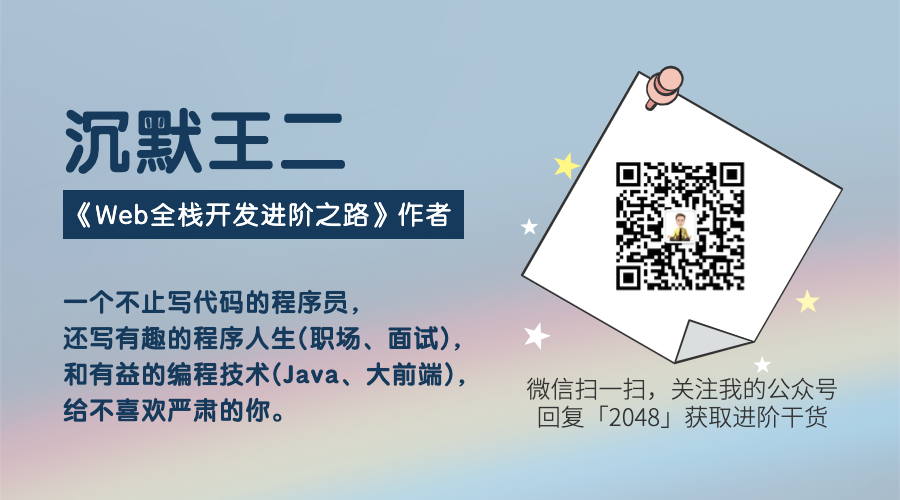 沉默王二
《Web全栈开发进阶之路》作者
一个不止写代码的程序员，
还写有趣的程序人生(职场、面试)，
和有益的编程技术(Java、大前端)，
给不喜欢严肃的你。
微信扫一扫，关注我的公众号
回复「2048」获取进阶干货